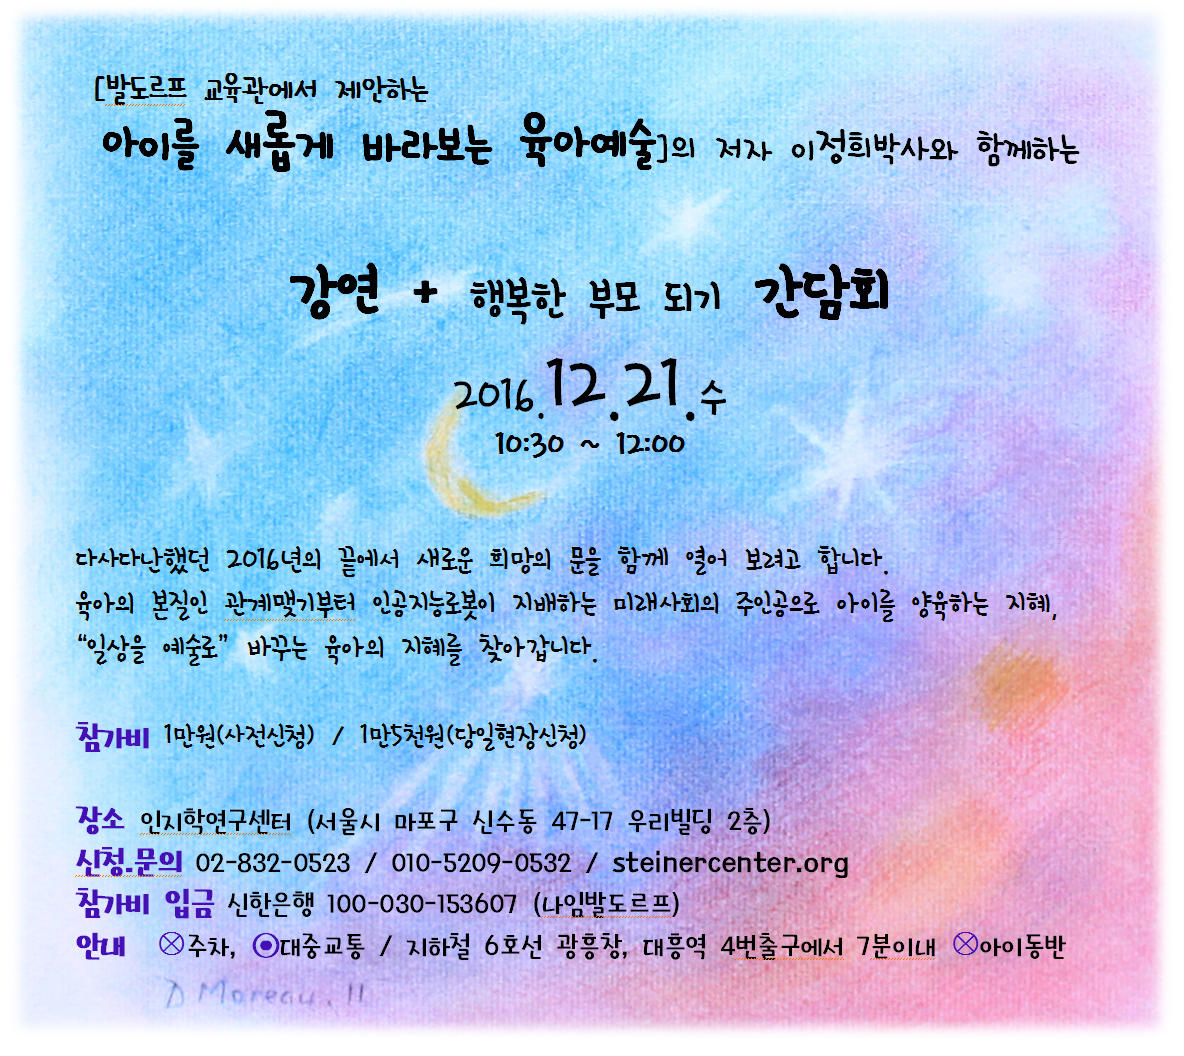 [발도르프 교육관에서 제안하는
아이를 새롭게 바라보는 육아예술]의 저자 이정희박사와 함께하는
강연 + 행복한 부모 되기 간담회
2016.12.21.수
10:30 ~ 12:00
다사다난했던 2016년의 끝에서 새로운 희망의 문을 함께 열어 보려고 합니다.
육아의 본질인 관계맺기부터 인공지능로봇이 지배하는 미래사회의 주인공으로 아이를 양육하는 지혜,
“일상을 예술로” 바꾸는 육아의 지혜를 찾아갑니다.
참가비 1만원(사전신청) / 1만5천원(당일현장신청)
장소 인지학연구센터 (서울시 마포구 신수동 47-17 우리빌딩 2층)
신청.문의 02-832-0523 / 010-5209-0532 / steinercenter.org
참가비 입금 신한은행 100-030-153607 (나임발도르프)
안내 ⊗주차, ◉대중교통 / 지하철 6호선 광흥창, 대흥역 4번출구에서 7분이내 ⊗아이동반
D Moreau. 11